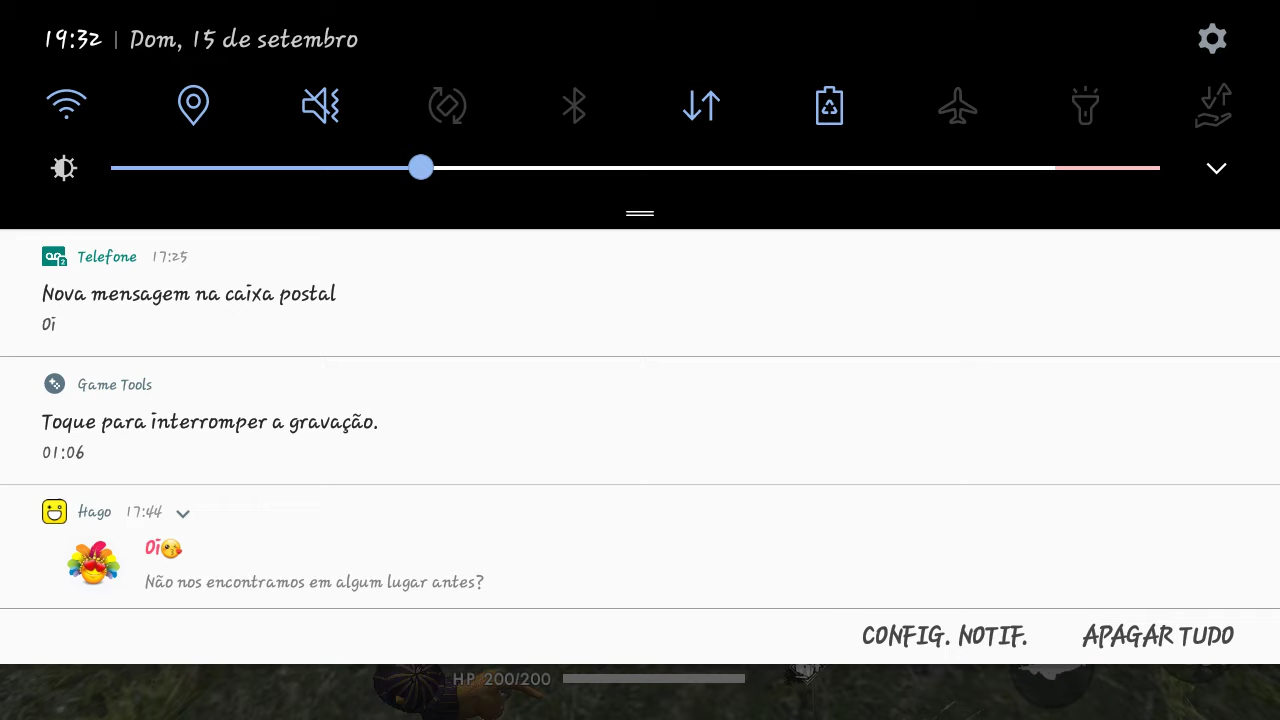 19:32 | Dom, 15 de setembro
Telefone 17:25
Nova mensagem na caixa postal
Oi
Game Tools
Toque para interromper a gravação.
01:06
Hago 17:44
Oi😘
Não nos encontramos em algum lugar antes?
CONFIG. NOTIF. APAGAR TUDO
HP 200/200